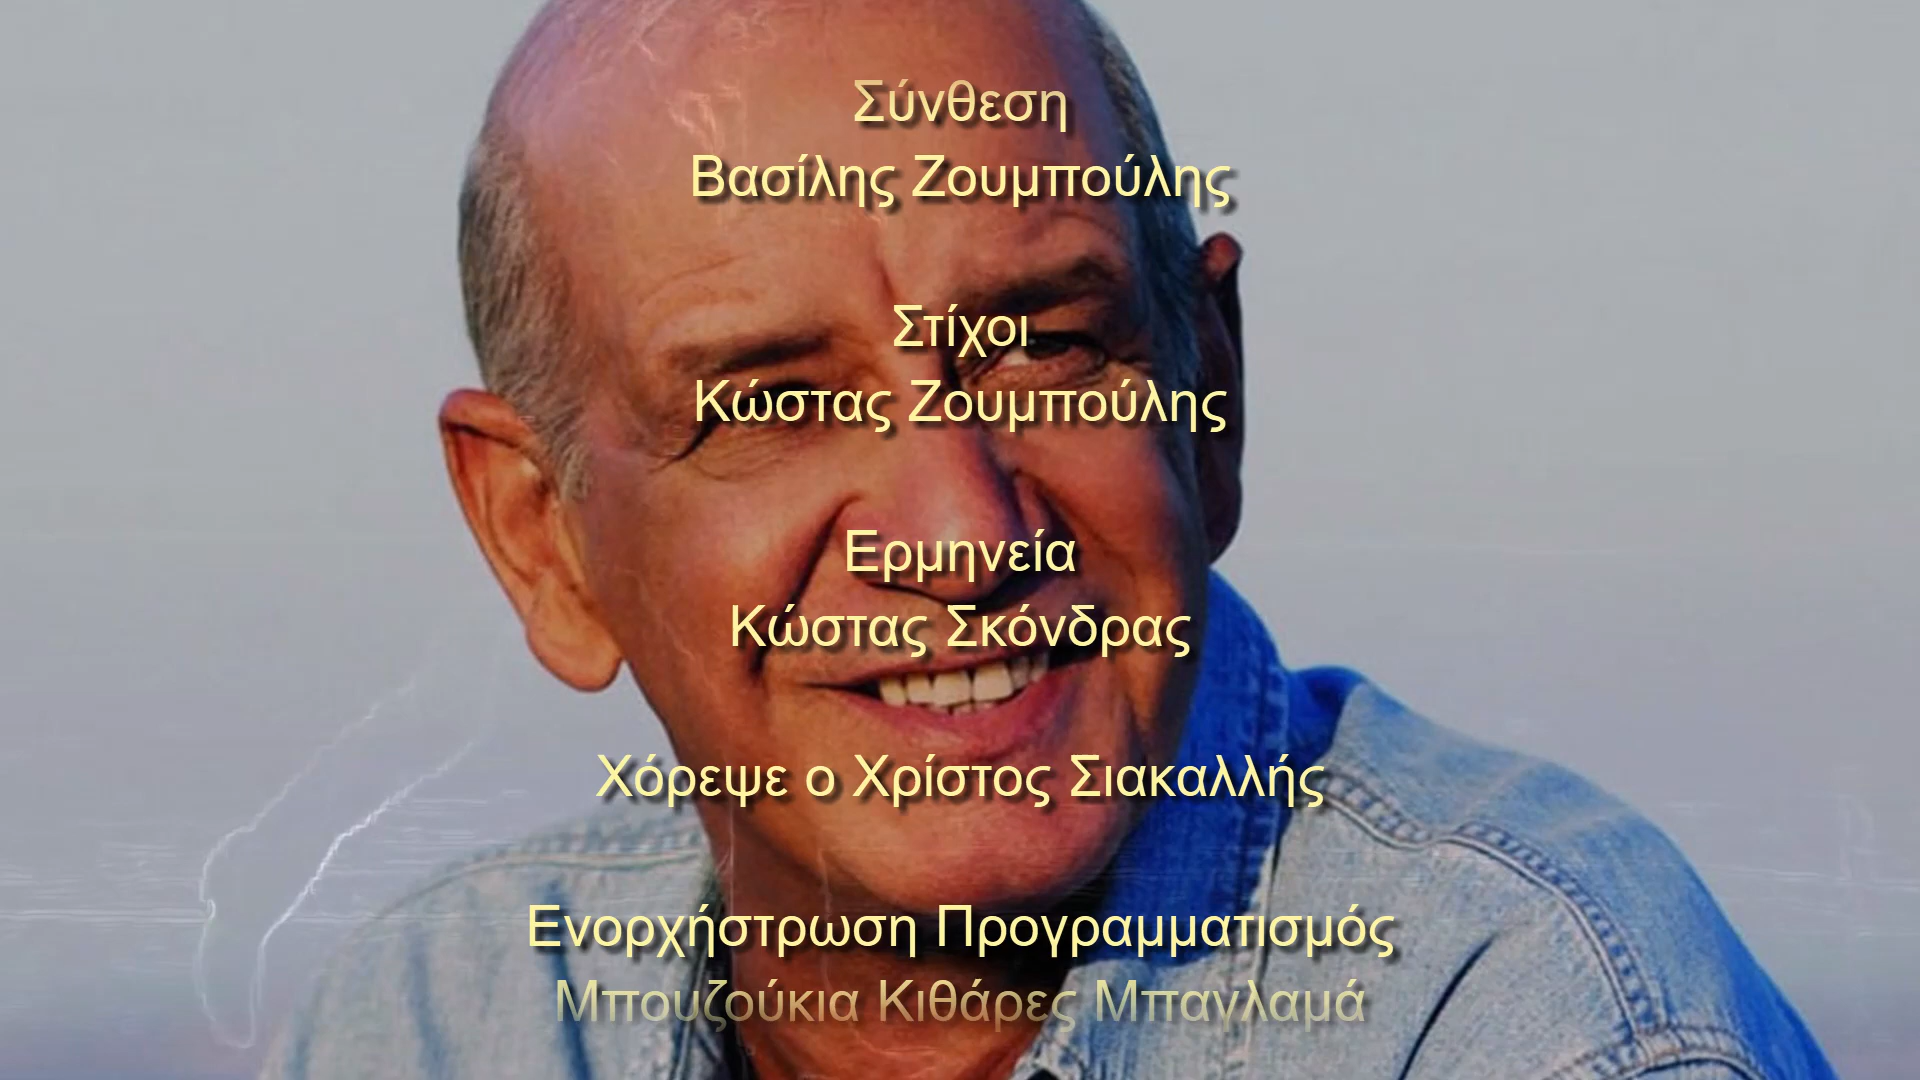 Σύνθεση
Βασίλης Ζουμπούλης
Στίχοι
Κώστας Ζουμπούλης
Ερμηνεία
Κώστας Σκόνδρας
Χόρεψε ο Χρίστος Σιακαλλής
Ενορχήστρωση Προγραμματισμός
Μπουζούκια Κιθάρες Μπαγλαμά